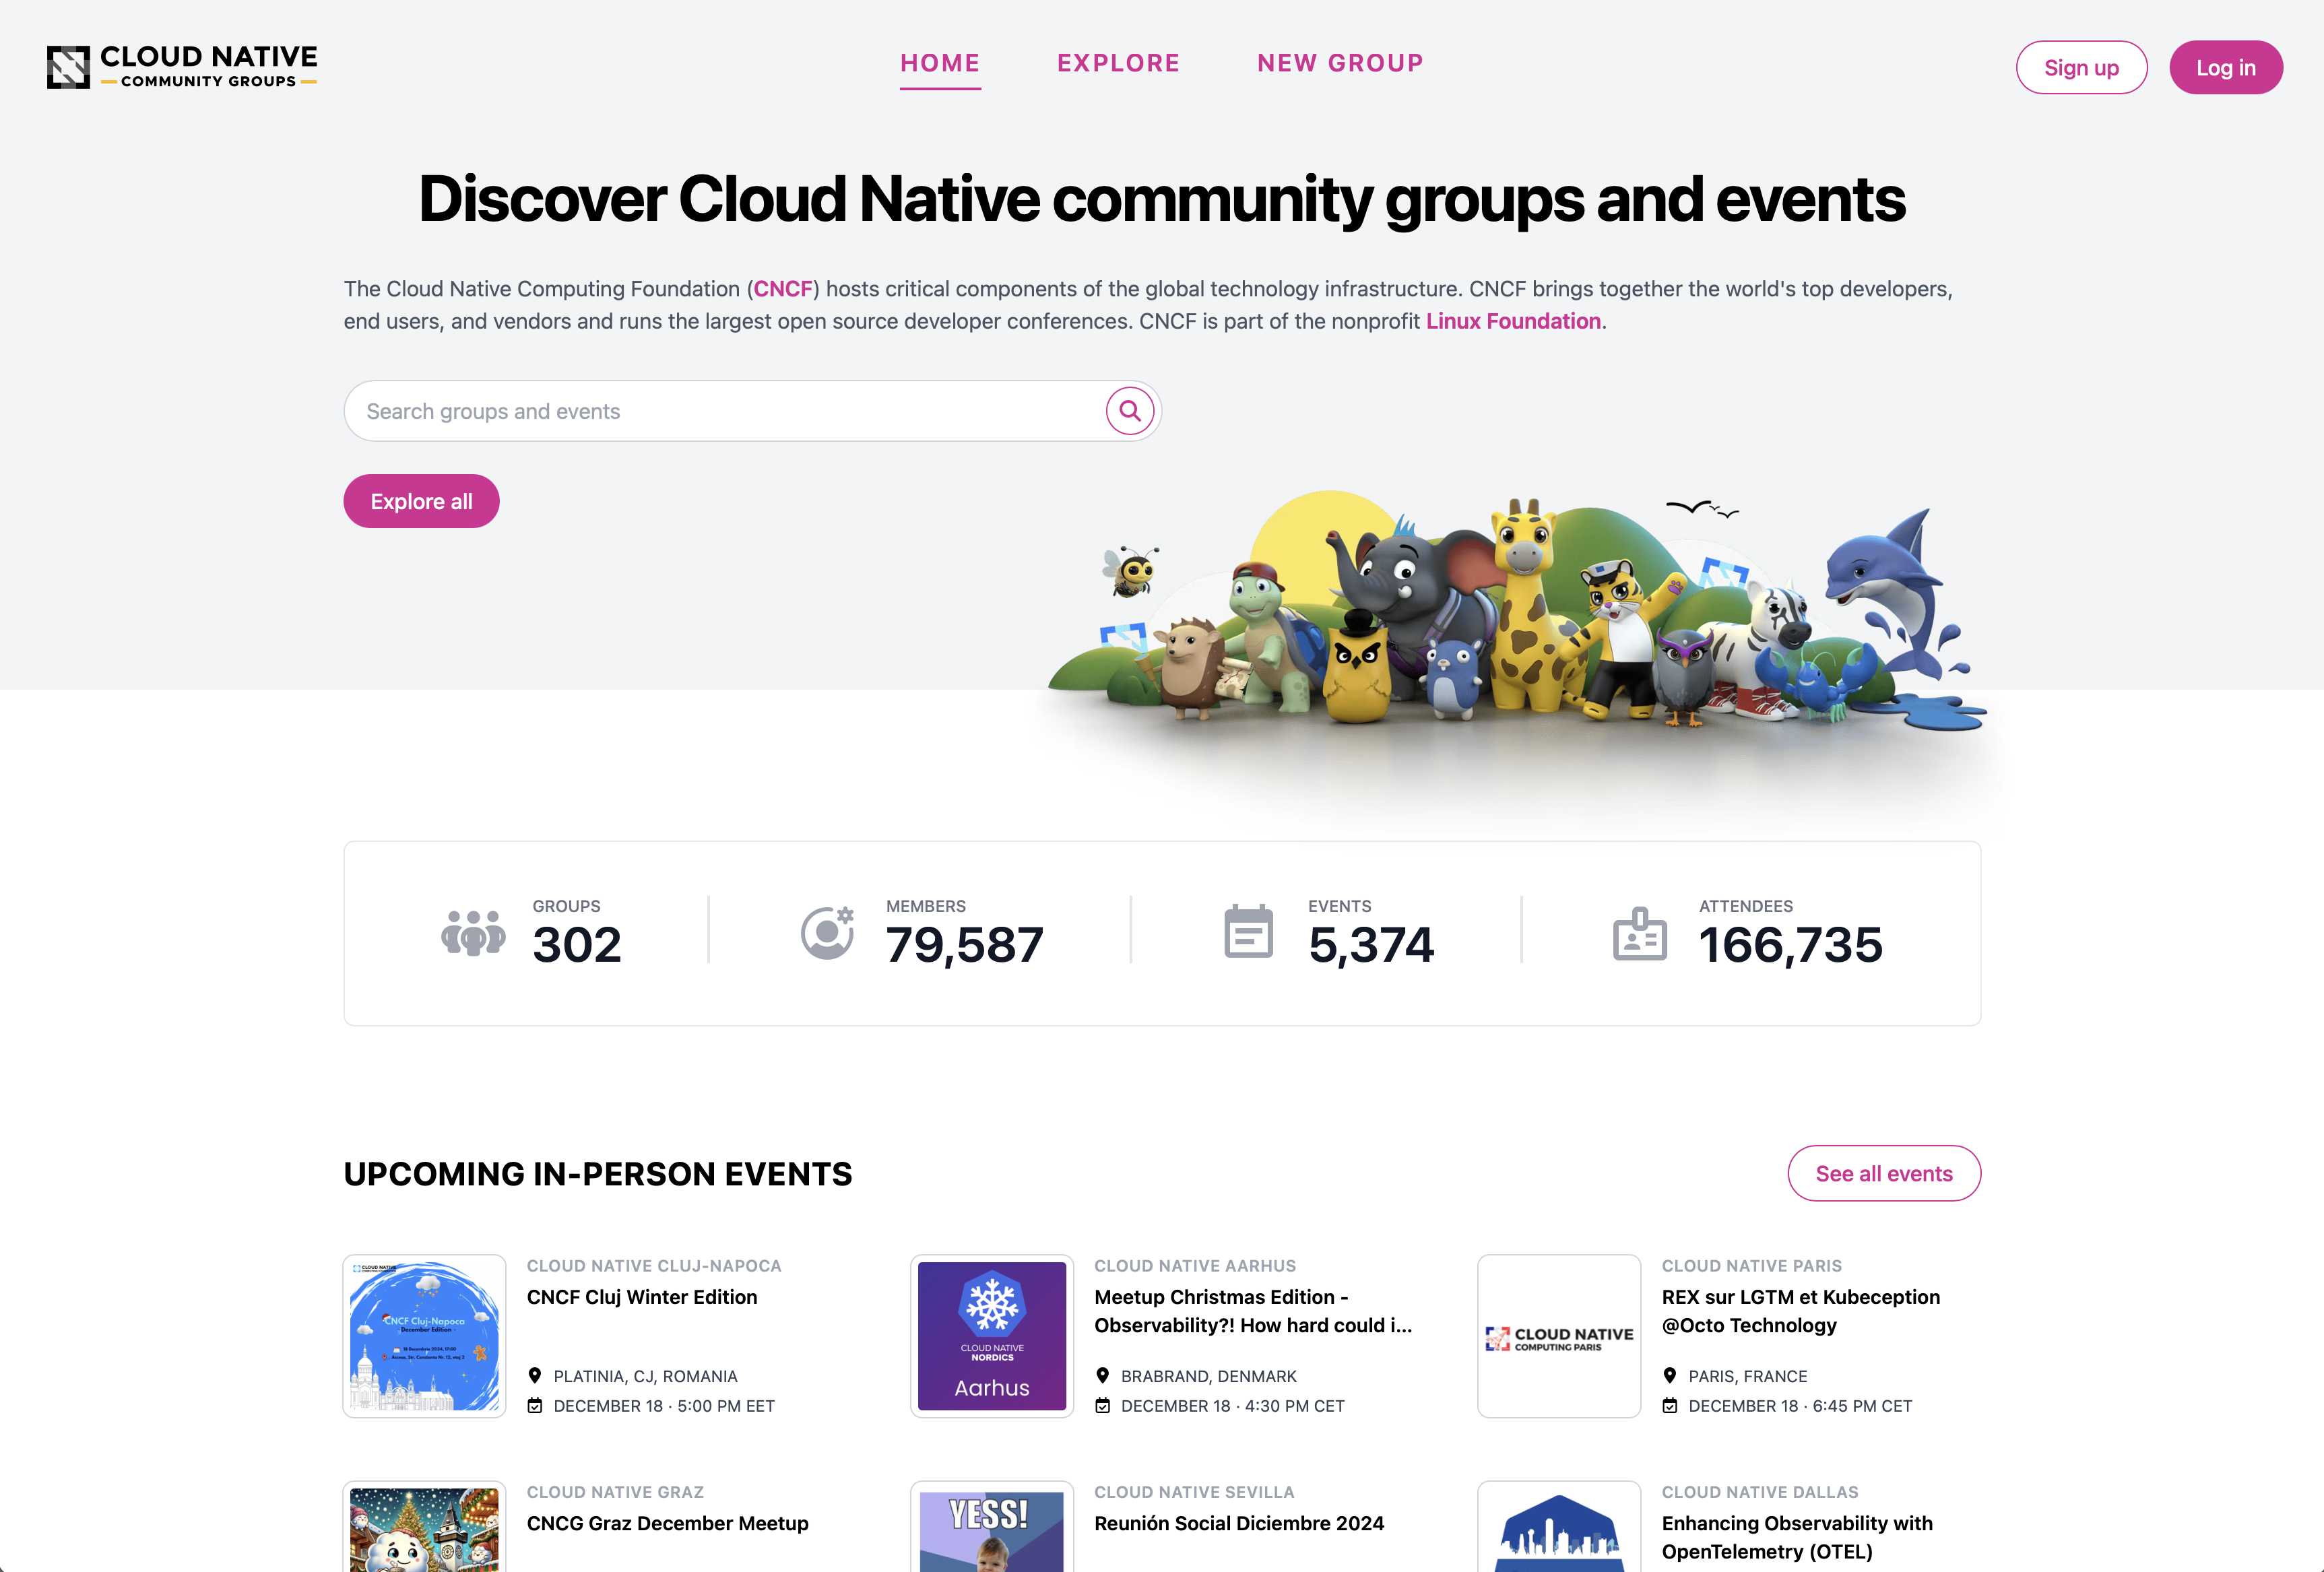 CLOUD NATIVE
COMMUNITY GROUPS
HOME
EXPLORE
NEW GROUP
Sign up
Log in
Discover Cloud Native community groups and events
The Cloud Native Computing Foundation (CNCF) hosts critical components of the global technology infrastructure. CNCF brings together the world's top developers,
end users, and vendors and runs the largest open source developer conferences. CNCF is part of the nonprofit Linux Foundation.
Search groups and events
Explore all
GROUPS
302
MEMBERS
79,587
EVENTS
5,374
ATTENDEES
166,735
UPCOMING IN-PERSON EVENTS
See all events
CLOUD NATIVE
CNCF Cluj-Napoca
December Edition
CLOUD NATIVE CLUJ-NAPOCA
CNCF Cluj Winter Edition
PLATINIA, CJ, ROMANIA
DECEMBER 18 · 5:00 PM EET
CLOUD NATIVE
NORDICS
Aarhus
CLOUD NATIVE AARHUS
Meetup Christmas Edition -
Observability?! How hard could i...
BRABRAND, DENMARK
DECEMBER 18 · 4:30 PM CET
CLOUD NATIVE
COMPUTING PARIS
CLOUD NATIVE PARIS
REX sur LGTM et Kubeception
@Octo Technology
PARIS, FRANCE
DECEMBER 18 · 6:45 PM CET
CLOUD NATIVE GRAZ
CNCG Graz December Meetup
YESS!
CLOUD NATIVE SEVILLA
Reunión Social Diciembre 2024
CLOUD NATIVE DALLAS
Enhancing Observability with
OpenTelemetry (OTEL)